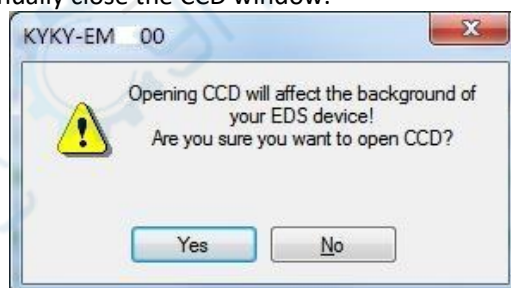 nually close the CCD window.
KYKY-EM 00
Opening CCD will affect the background of
your EDS device!
Are you sure you want to open CCD?
Yes No